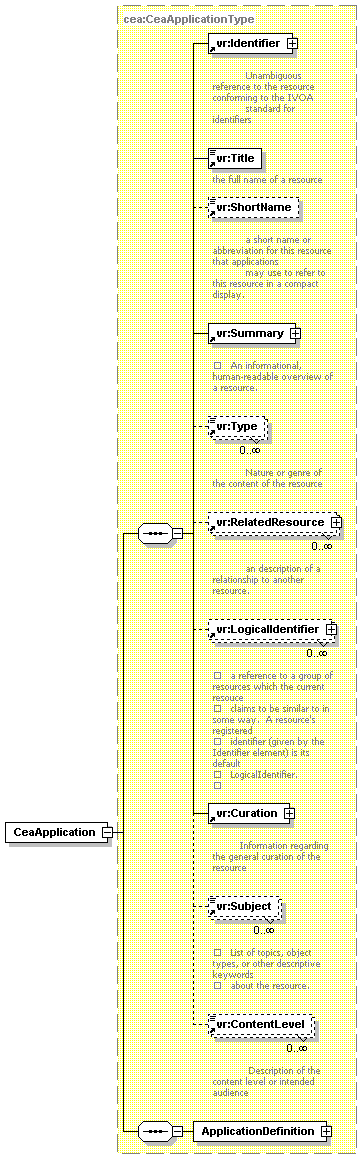 cea:CeaApplicationType
vr:Identifier
Unambiguous
reference to the resource
conforming to the IVOA
standard for
identifiers
vr:Title
the full name of a resource
vr:ShortName
a short name or
abbreviation for this resource
that applications
may use to refer to
this resource in a compact
display.
vr:Summary
An informational,
human-readable overview of
a resource.
vr:Type
0..∞
Nature or genre of
the content of the resource
vr:RelatedResource
0..∞
an description of a
relationship to another
resource.
vr:LogicalIdentifier
0..∞
a reference to a group of
resources which the current
resouce
claims to be similar to in
some way. A resource's
registered
identifier (given by the
Identifier element) is its
default
LogicalIdentifier.
CeaApplication
vr:Curation
Information regarding
the general curation of the
resource
vr:Subject
0..∞
List of topics, object
types, or other descriptive
keywords
about the resource.
vr:ContentLevel
0..∞
Description of the
content level or intended
audience
ApplicationDefinition